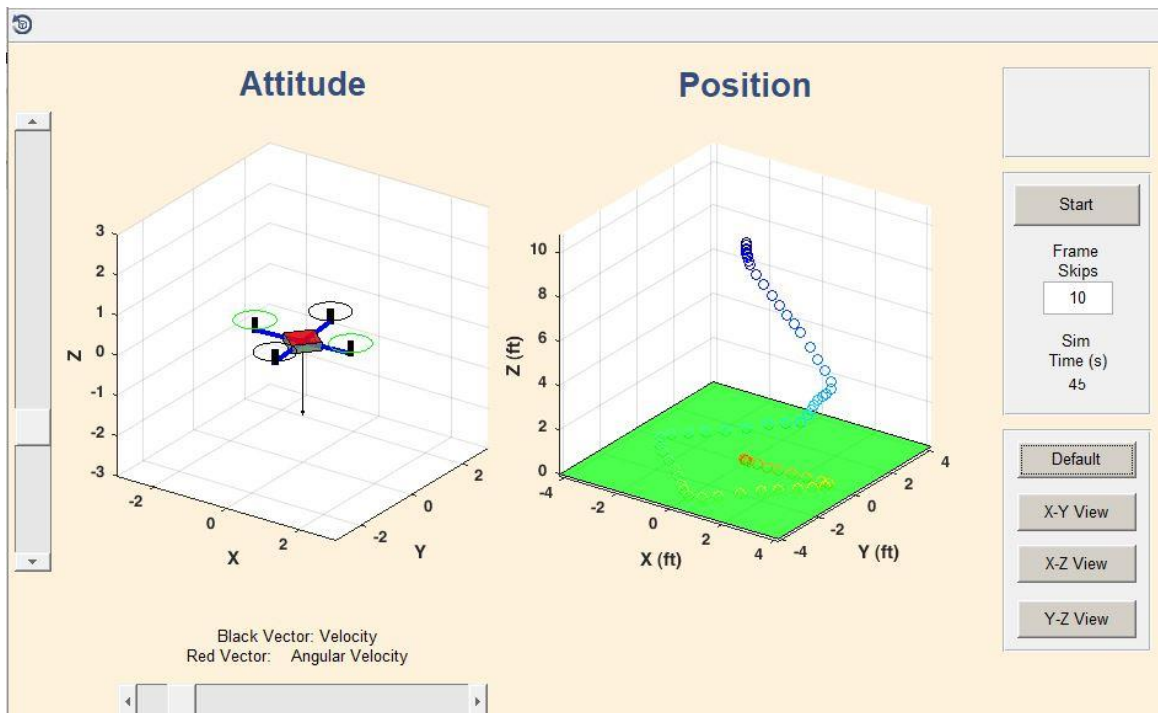 Attitude
Position
3
2
1
0
-1
-2
-3
Z
-2
0
2
X
-2
0
2
Y
10
8
6
4
2
0
Z (ft)
-4
-2
0
2
4
X (ft)
-4
-2
0
2
4
Y (ft)
Black Vector: Velocity
Red Vector: Angular Velocity
Start
Frame
Skips
10
Sim
Time (s)
Default
X-Y View
X-Z View
Y-Z View